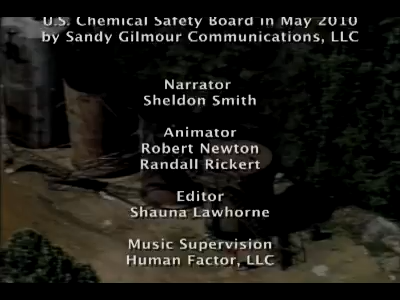 U.S. Chemical Safety Board in May 2010
by Sandy Gilmour Communications, LLC
Narrator
Sheldon Smith
Animator
Robert Newton
Randall Rickert
Editor
Shauna Lawhorne
Music Supervision
Human Factor, LLC